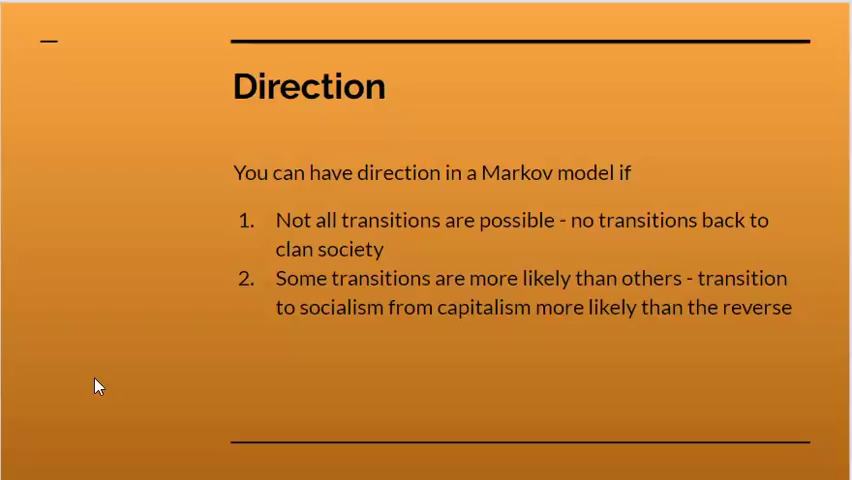 Direction
You can have direction in a Markov model if
1. Not all transitions are possible - no transitions back to
clan society
2. Some transitions are more likely than others - transition
to socialism from capitalism more likely than the reverse